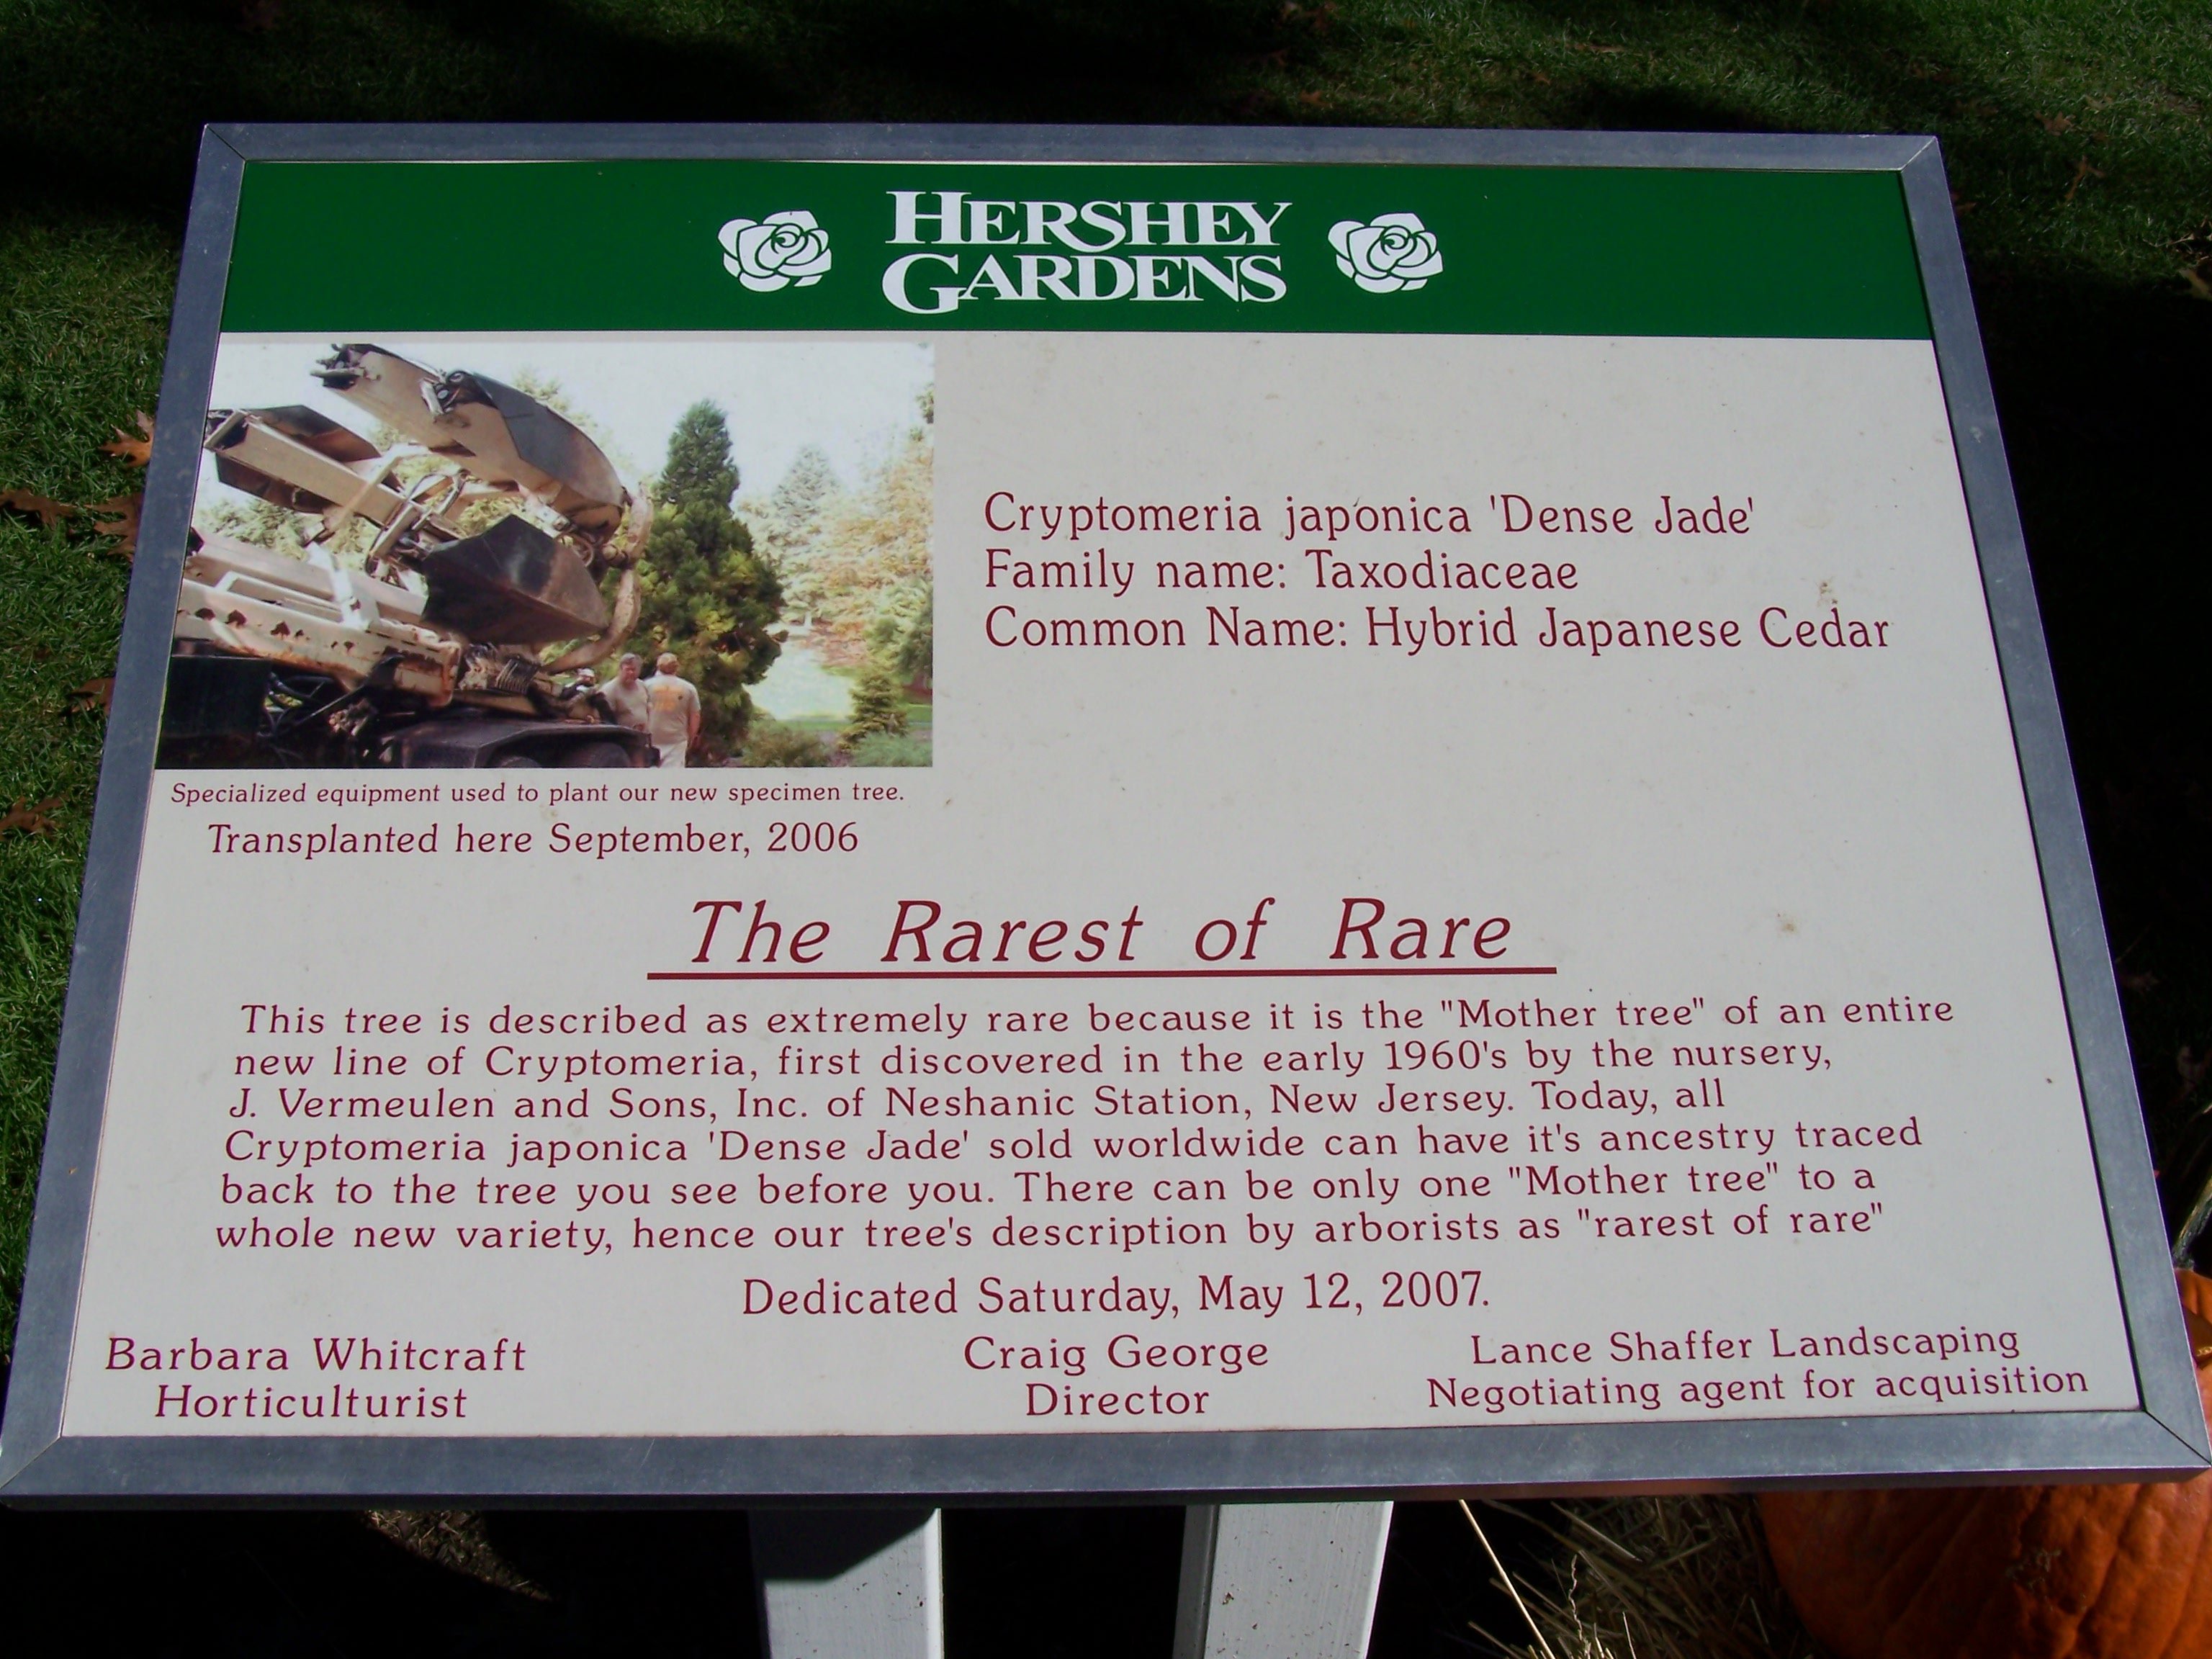 HERSHEY
GARDENS
Cryptomeria japonica 'Dense Jade'
Family name: Taxodiaceae
Common Name: Hybrid Japanese Cedar
Specialized equipment used to plant our new specimen tree.
Transplanted here September, 2006
The Rarest of Rare
This tree is described as extremely rare because it is the "Mother tree" of an entire
new line of Cryptomeria, first discovered in the early 1960's by the nursery,
J. Vermeulen and Sons, Inc. of Neshanic Station, New Jersey. Today, all
Cryptomeria japonica 'Dense Jade' sold worldwide can have it's ancestry traced
back to the tree you see before you. There can be only one "Mother tree" to a
whole new variety, hence our tree's description by arborists as "rarest of rare"
Dedicated Saturday, May 12, 2007.
Barbara Whitcraft
Horticulturist
Craig George
Director
Lance Shaffer Landscaping
Negotiating agent for acquisition